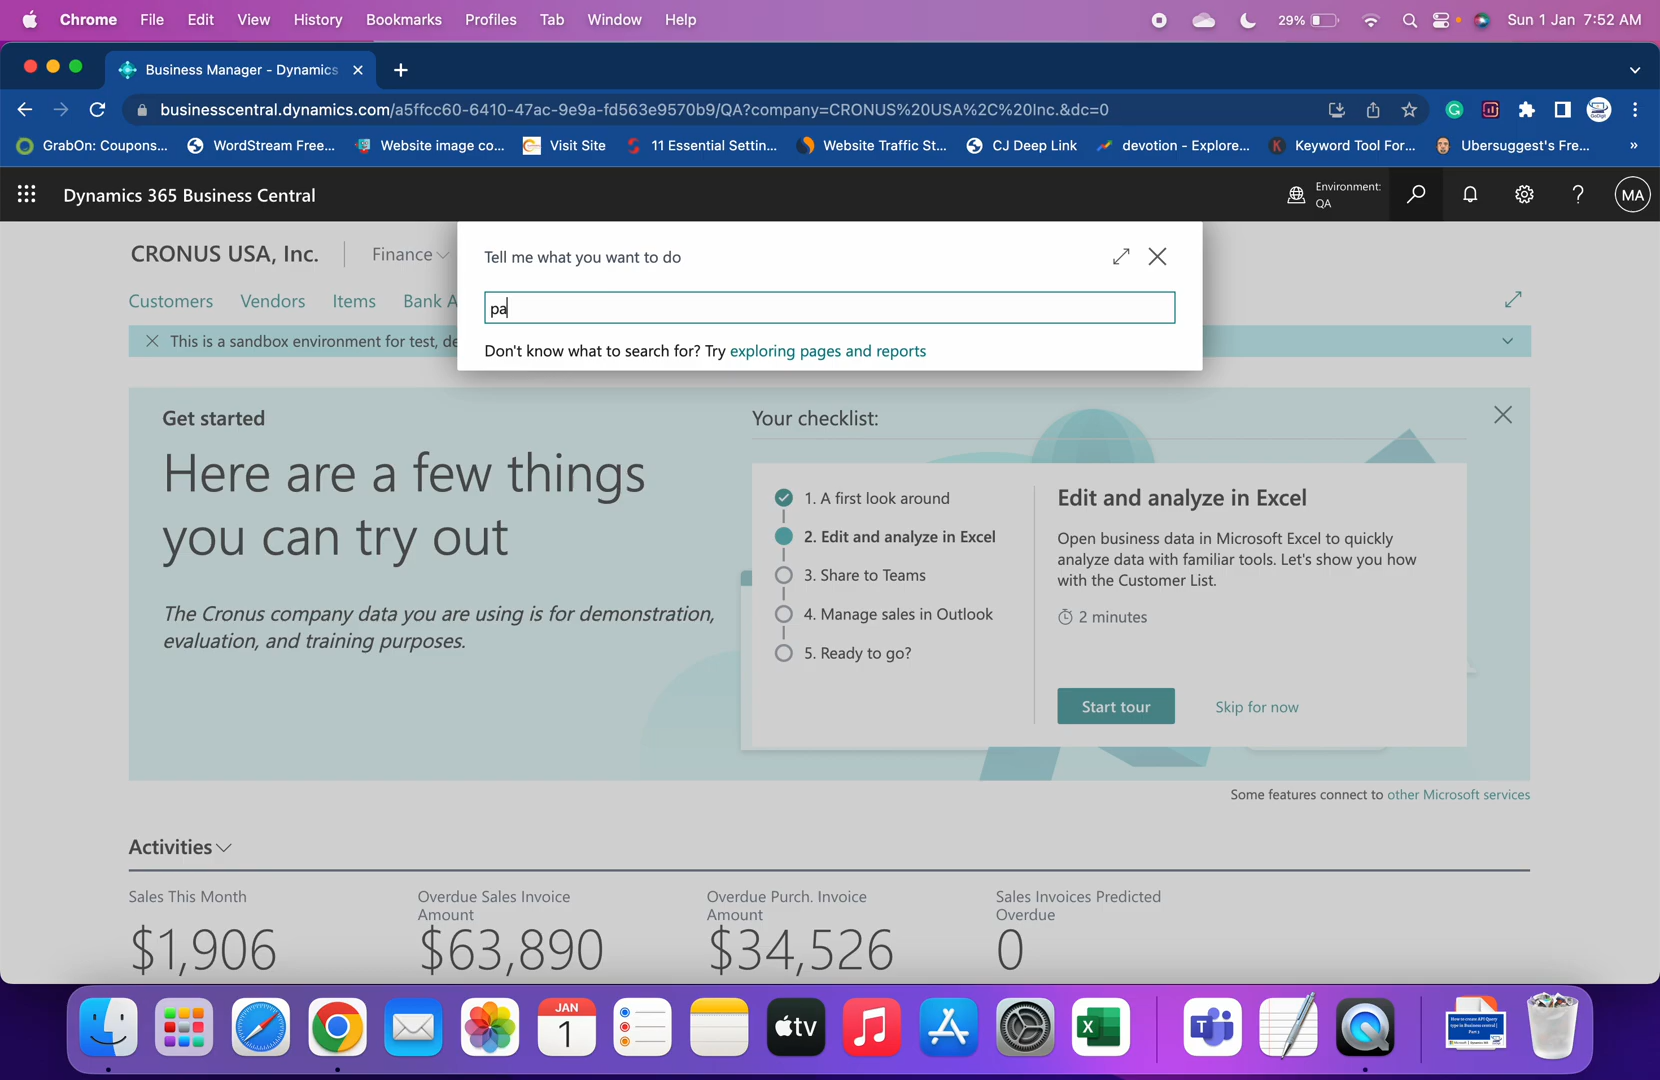 Chrome File Edit View History Bookmarks Profiles Tab Window Help 29% Sun 1 Jan 7:52 AM
Business Manager - Dynamics
businesscentral.dynamics.com/a5ffcc60-6410-47ac-9e9a-fd563e9570b9/QA?company=CRONUS%20USA%2C%20Inc.&dc=0
GrabOn: Coupons... WordStream Free... Website image co... Visit Site 11 Essential Settin... Website Traffic St... CJ Deep Link devotion - Explore... Keyword Tool For... Ubersuggest's Fre... »
Dynamics 365 Business Central Environment: ? MA
QA
CRONUS USA, Inc. Finance
Tell me what you want to do
Customers Vendors Items Bank A
pa
This is a sandbox environment for test, de
Don't know what to search for? Try exploring pages and reports
Get started
Here are a few things
you can try out
The Cronus company data you are using is for demonstration,
evaluation, and training purposes.
Your checklist:
1. A first look around
2. Edit and analyze in Excel
3. Share to Teams
4. Manage sales in Outlook
5. Ready to go?
Edit and analyze in Excel
Open business data in Microsoft Excel to quickly
analyze data with familiar tools. Let's show you how
with the Customer List.
2 minutes
Start tour Skip for now
Some features connect to other Microsoft services
Activities
Sales This Month
$1,906
Overdue Sales Invoice
Amount
$63,890
Overdue Purch. Invoice
Amount
$34,526
Sales Invoices Predicted
Overdue
0
JAN
1
tv
X
T
How to create API Query
type in Business central |